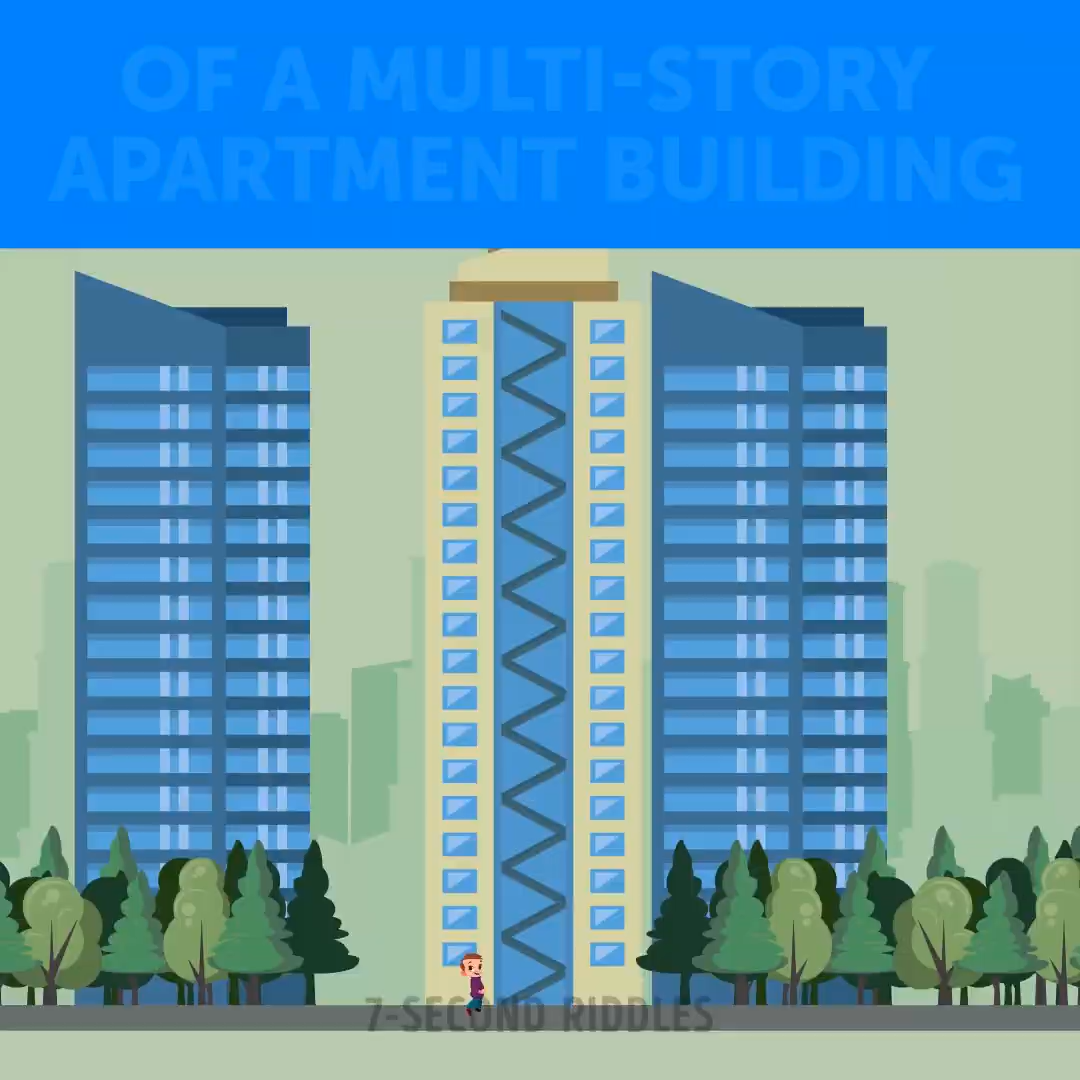 OF A MULTI-STORY
APARTMENT BUILDING
7-SECOND RIDDLES